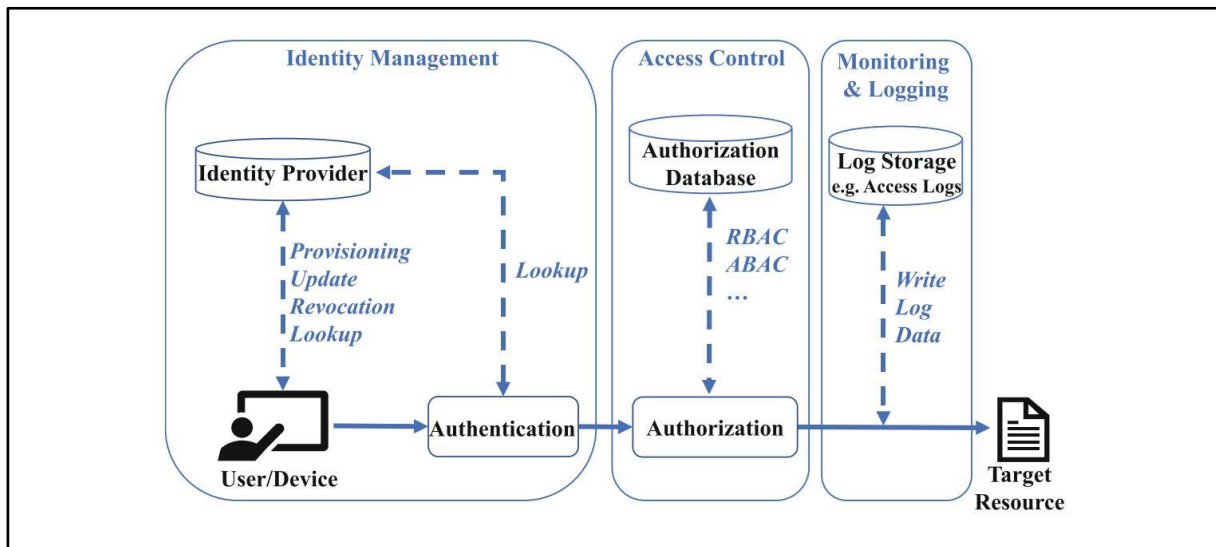 Identity Management
Identity Provider
Provisioning
Update
Revocation
Lookup
Lookup
User/Device
Authentication
Access Control
Authorization
Database
RBAC
ABAC
...
Authorization
Monitoring
& Logging
Log Storage
e.g. Access Logs
Write
Log
Data
Target
Resource